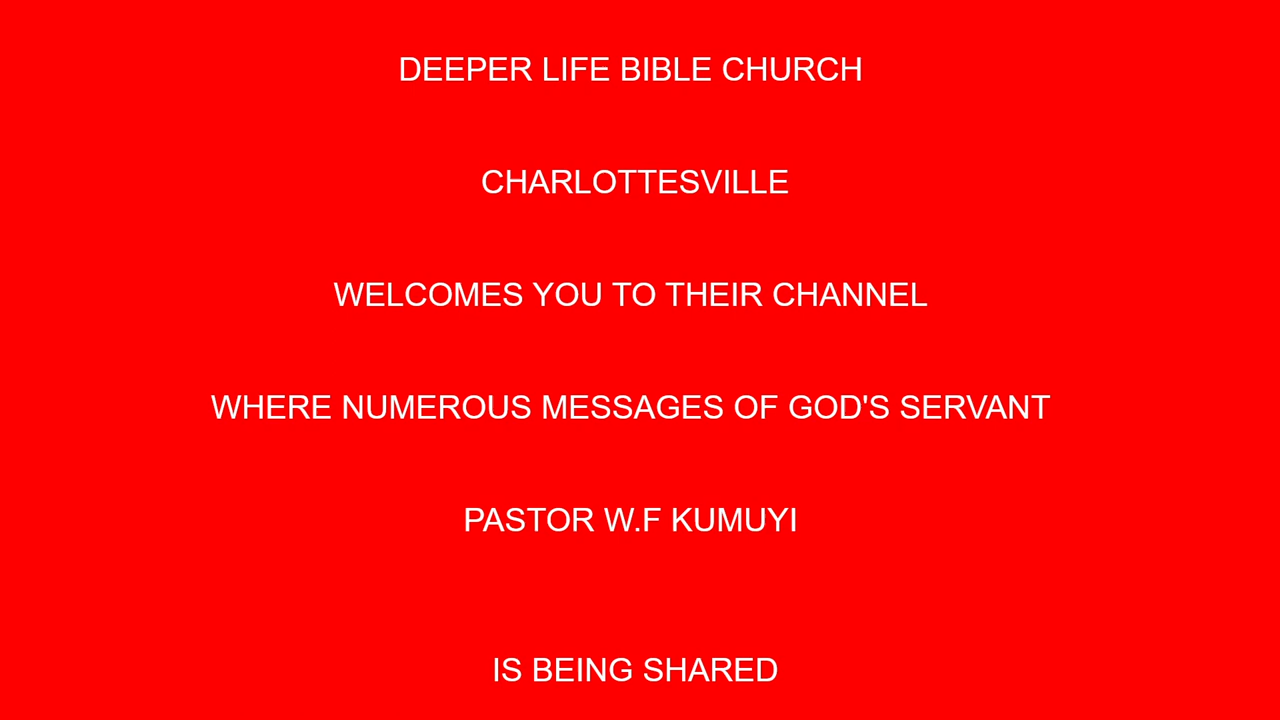 DEEPER LIFE BIBLE CHURCH
CHARLOTTESVILLE
WELCOMES YOU TO THEIR CHANNEL
WHERE NUMEROUS MESSAGES OF GOD'S SERVANT
PASTOR W.F KUMUYI
IS BEING SHARED